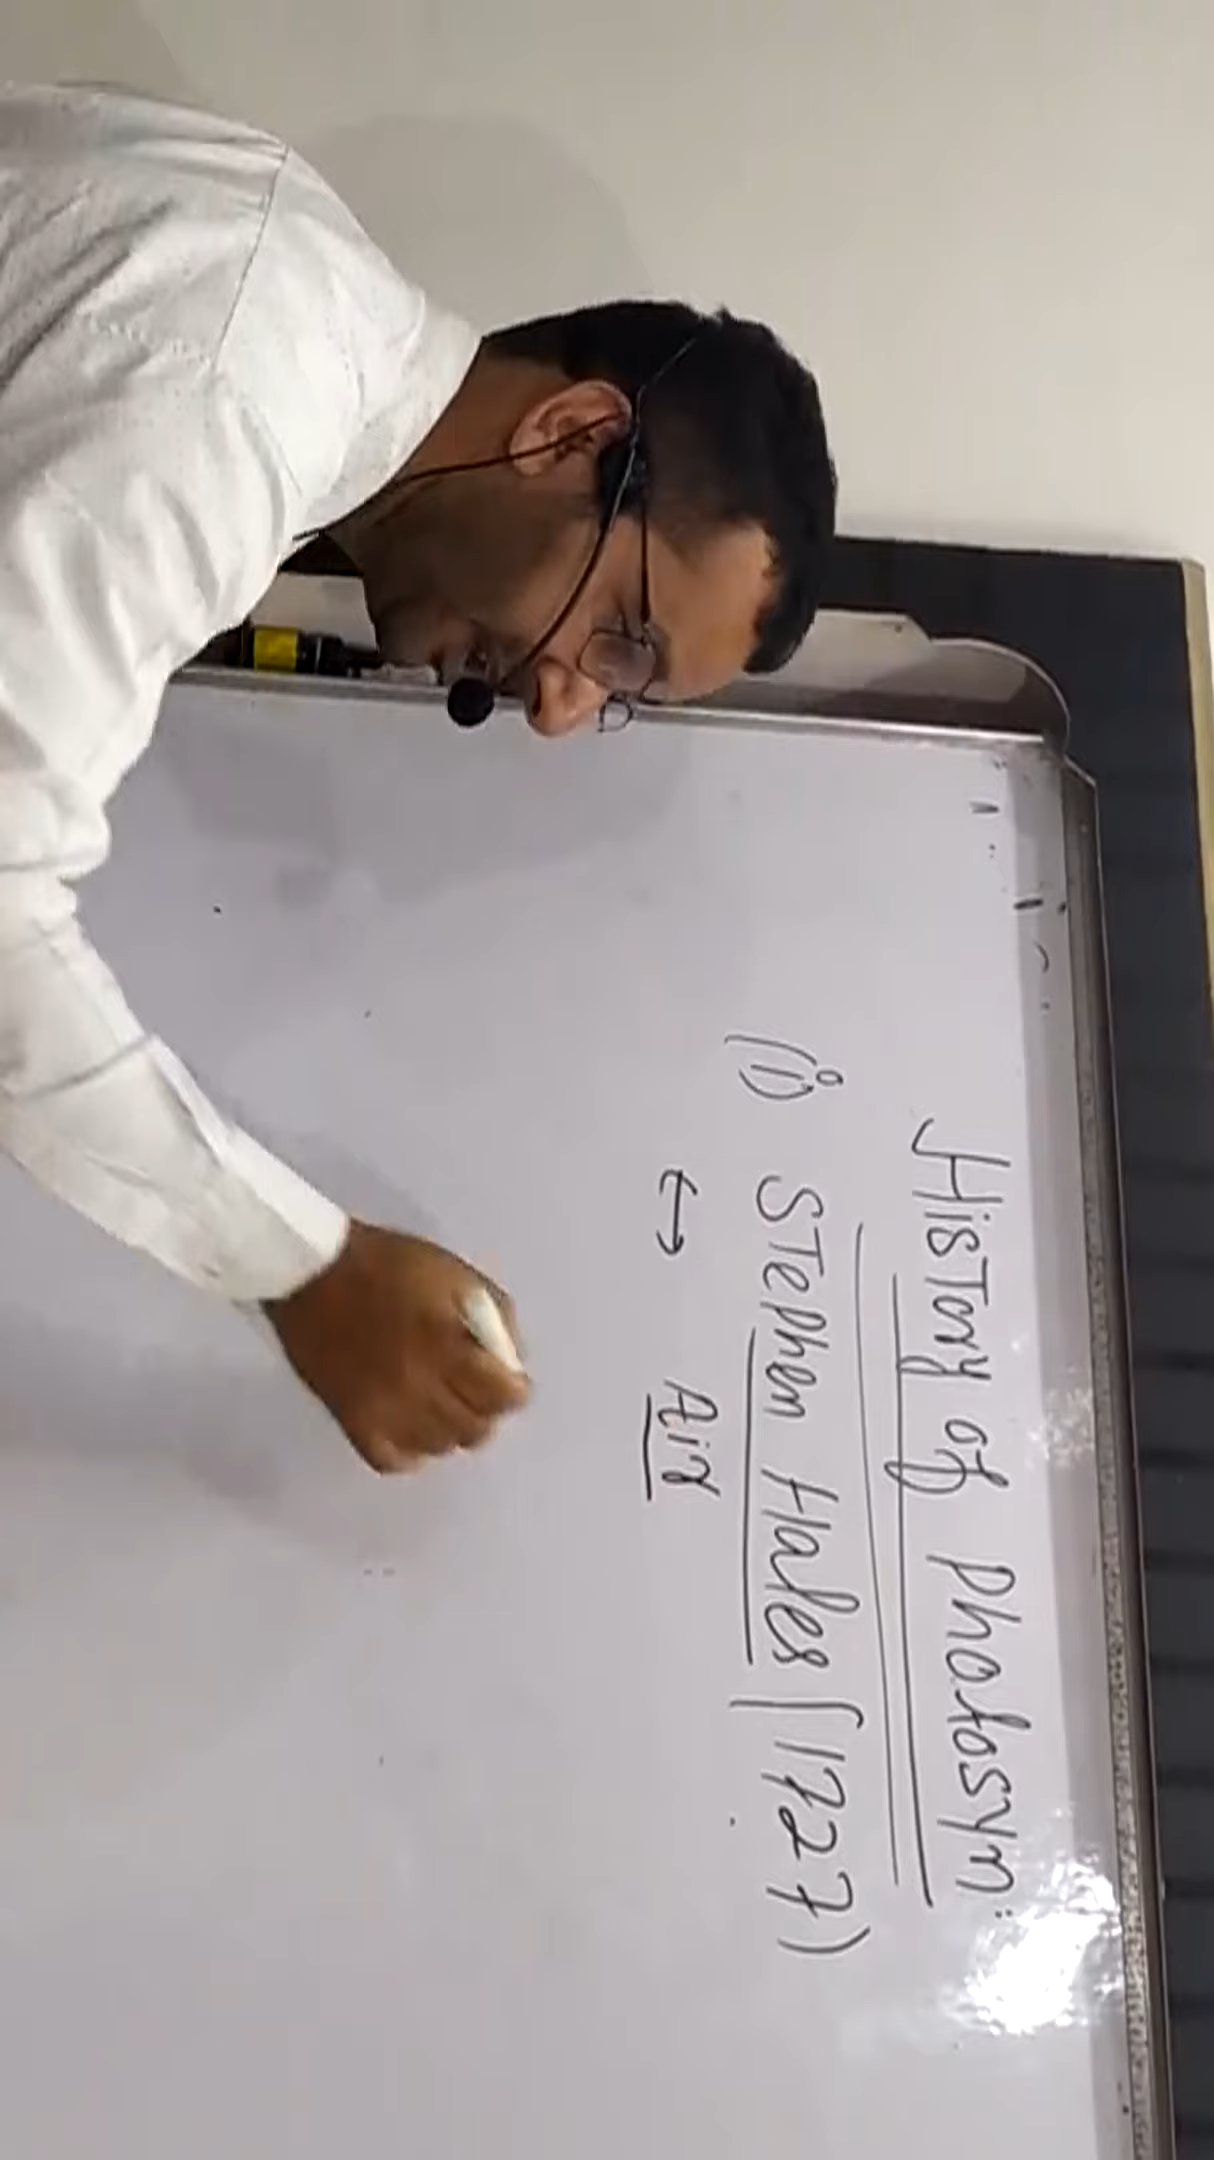 History of Photosyn:
(i) Stephen Hales (1727)
↔ Air